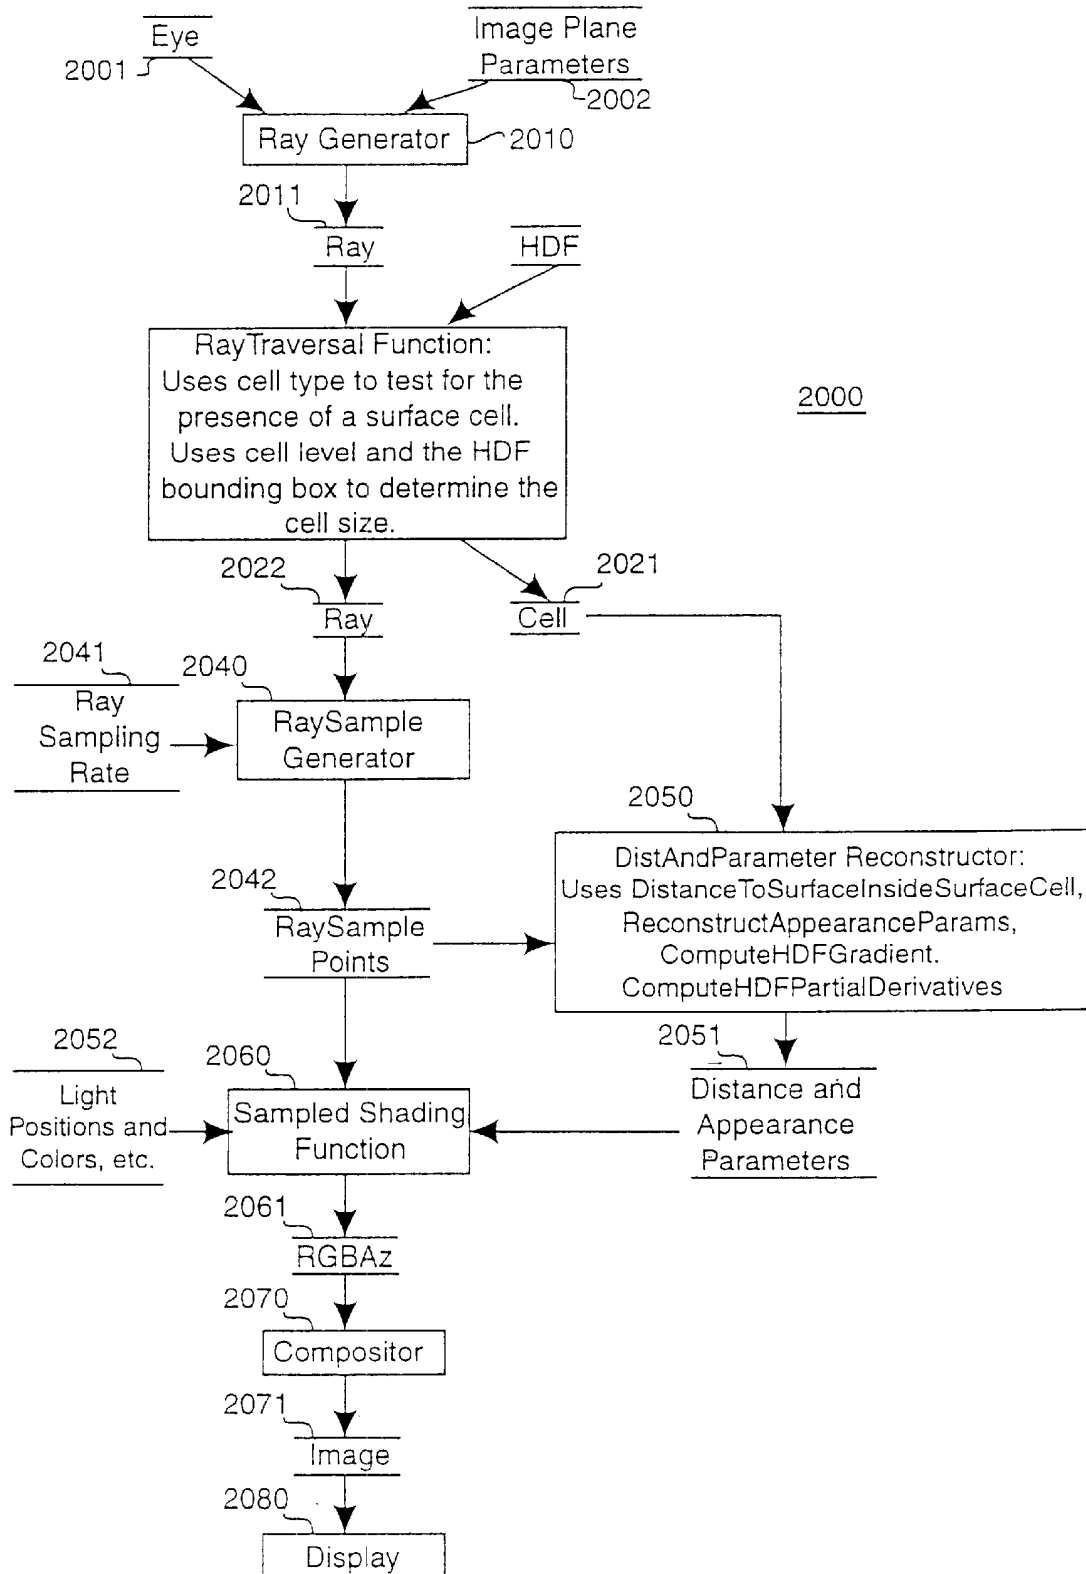 Eye
2001
Image Plane
Parameters
2002
Ray Generator
2010
2011
Ray
HDF
RayTraversal Function:
Uses cell type to test for the
presence of a surface cell.
Uses cell level and the HDF
bounding box to determine the
cell size.
2000
2022
Ray
2021
Cell
2041
Ray
Sampling
Rate
2040
RaySample
Generator
2050
DistAndParameter Reconstructor:
Uses DistanceToSurfaceInsideSurfaceCell,
ReconstructAppearanceParams,
ComputeHDFGradient.
ComputeHDFPartialDerivatives
2042
RaySample
Points
2052
Light
Positions and
Colors, etc.
2060
Sampled Shading
Function
2051
Distance and
Appearance
Parameters
2061
RGBAz
2070
Compositor
2071
Image
2080
Display